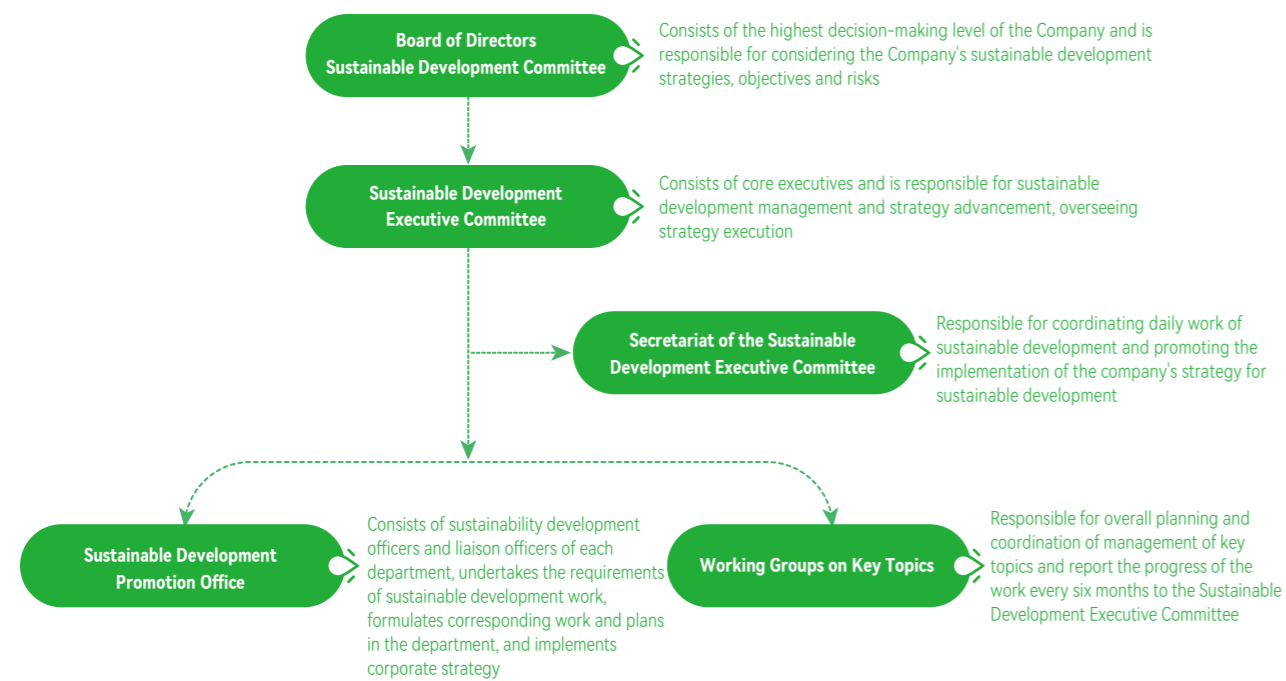 Board of Directors
Sustainable Development Committee
Consists of the highest decision-making level of the Company and is
responsible for considering the Company's sustainable development
strategies, objectives and risks
Sustainable Development
Executive Committee
Consists of core executives and is responsible for sustainable
development management and strategy advancement, overseeing
strategy execution
Secretariat of the Sustainable
Development Executive Committee
Responsible for coordinating daily work of
sustainable development and promoting the
implementation of the company's strategy for
sustainable development
Sustainable Development
Promotion Office
Consists of sustainability development
officers and liaison officers of each
department, undertakes the requirements
of sustainable development work,
formulates corresponding work and plans
in the department, and implements
corporate strategy
Working Groups on Key Topics
Responsible for overall planning and
coordination of management of key
topics and report the progress of the
work every six months to the Sustainable
Development Executive Committee